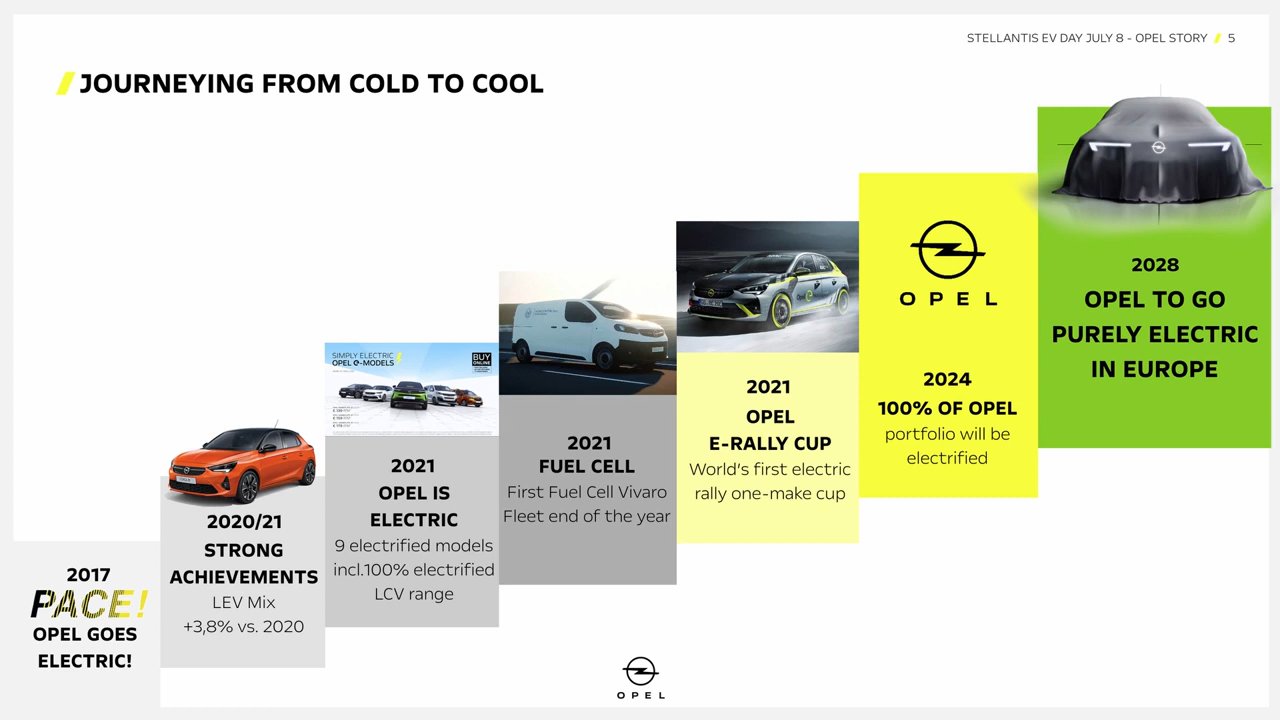 STELLANTIS EV DAY JULY 8 - OPEL STORY // 5
JOURNEYING FROM COLD TO COOL
2017
PACE!
OPEL GOES
ELECTRIC!
2020/21
STRONG
ACHIEVEMENTS
LEV Mix
+3,8% vs. 2020
SIMPLY ELECTRIC
OPEL e-MODELS
BUY
ONLINE
2021
OPEL IS
ELECTRIC
9 electrified models
incl.100% electrified
LCV range
2021
FUEL CELL
First Fuel Cell Vivaro
Fleet end of the year
2021
OPEL
E-RALLY CUP
World's first electric
rally one-make cup
OPEL
2024
100% OF OPEL
portfolio will be
electrified
2028
OPEL TO GO
PURELY ELECTRIC
IN EUROPE
OPEL